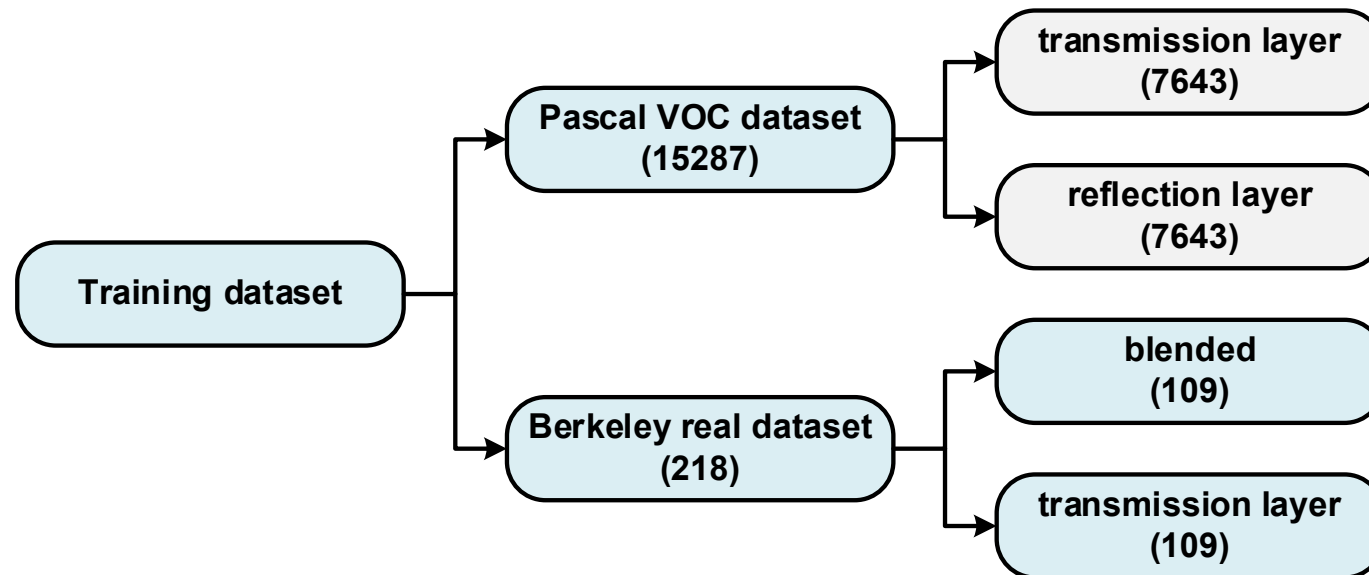 transmission layer
(7643)
Pascal VOC dataset
(15287)
reflection layer
(7643)
Training dataset
blended
(109)
Berkeley real dataset
(218)
transmission layer
(109)